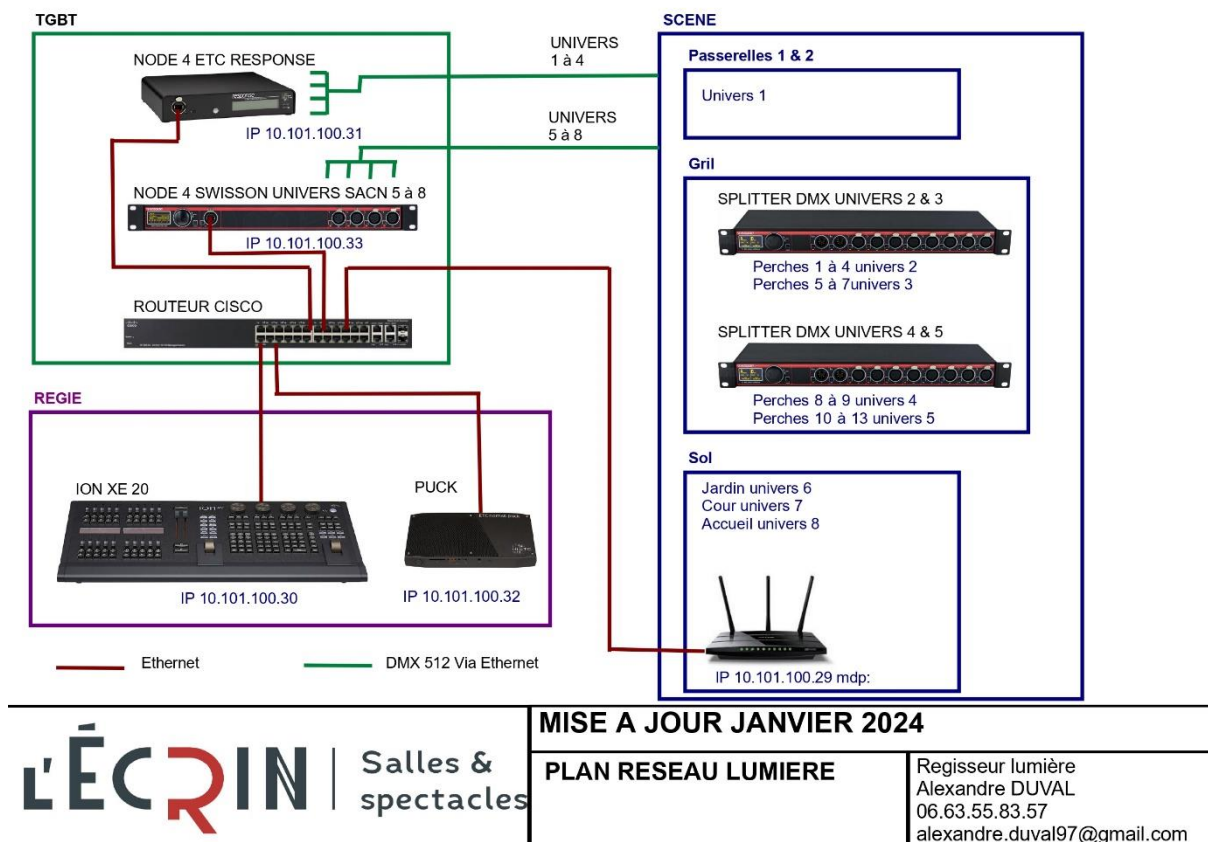 TGBT
NODE 4 ETC RESPONSE
IP 10.101.100.31
NODE 4 SWISSON UNIVERS SACN 5 à 8
IP 10.101.100.33
ROUTEUR CISCO
UNIVERS
1 à 4
UNIVERS
5 à 8
SCENE
Passerelles 1 & 2
Univers 1
Gril
SPLITTER DMX UNIVERS 2 & 3
Perches 1 à 4 univers 2
Perches 5 à 7univers 3
SPLITTER DMX UNIVERS 4 & 5
Perches 8 à 9 univers 4
Perches 10 à 13 univers 5
Sol
Jardin univers 6
Cour univers 7
Accueil univers 8
IP 10.101.100.29 mdp:
REGIE
ION XE 20
ion
IP 10.101.100.30
PUCK
IP 10.101.100.32
Ethernet
DMX 512 Via Ethernet
L'ÉCRIN
Salles &
spectacles
MISE A JOUR JANVIER 2024
PLAN RESEAU LUMIERE
Regisseur lumière
Alexandre DUVAL
06.63.55.83.57
alexandre.duval97@gmail.com